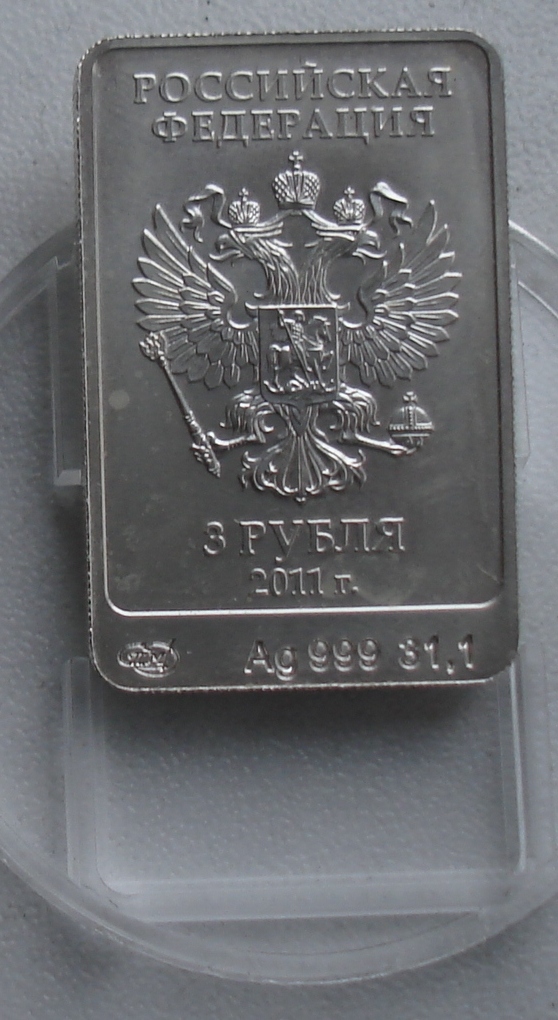 РОССИЙСКАЯ
ФЕДЕРАЦИЯ
3 РУБЛЯ
2011 г.
Ag 999 31,1